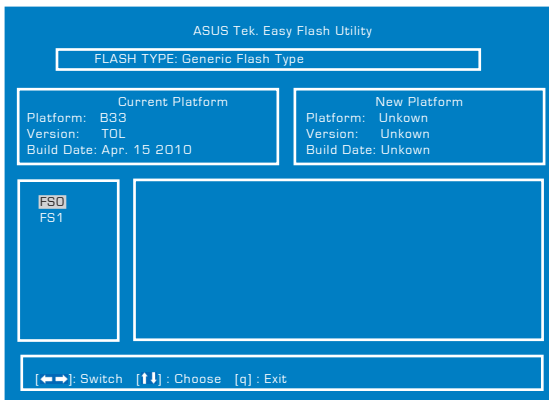 ASUS Tek. Easy Flash Utility
FLASH TYPE: Generic Flash Type
Current Platform
Platform: B33
Version: TOL
Build Date: Apr. 15 2010
New Platform
Platform: Unkown
Version: Unkown
Build Date: Unkown
FS0
FS1
[←→]: Switch [↑↓] : Choose [q] : Exit